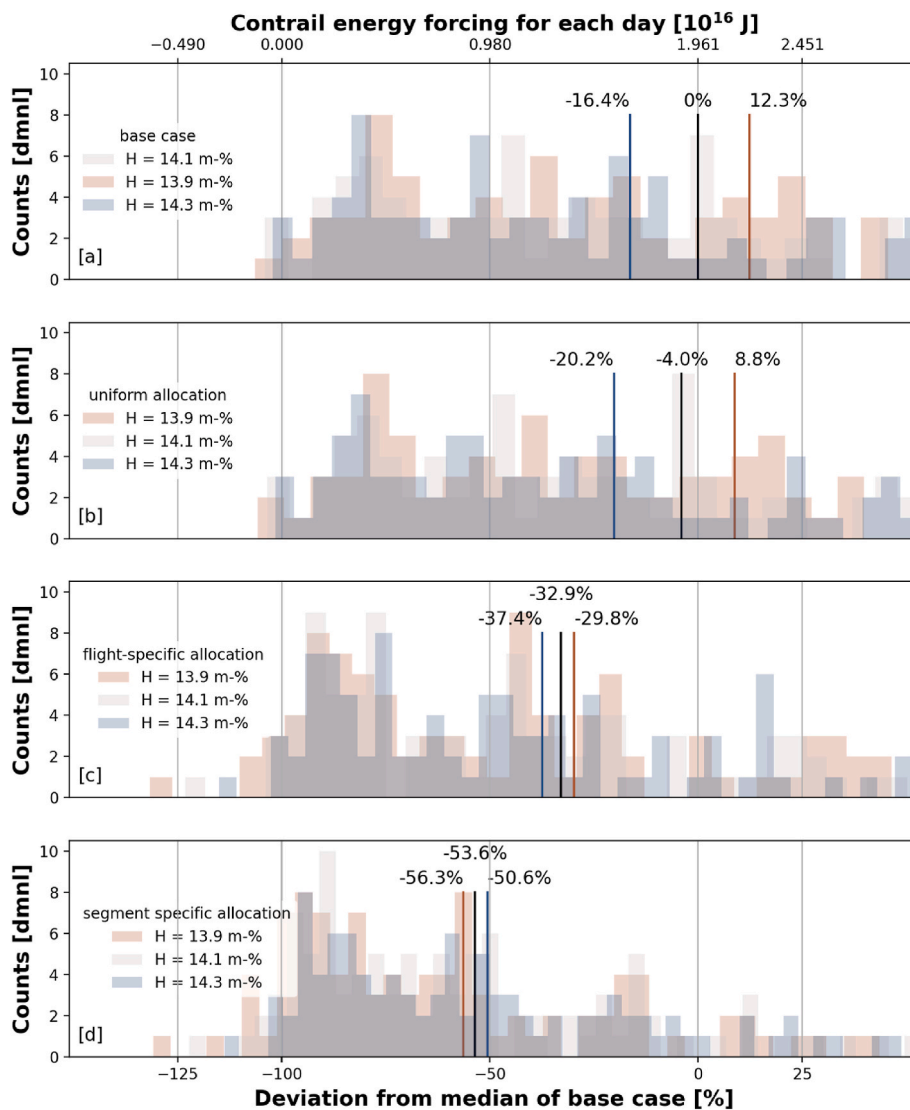 Contrail energy forcing for each day [10¹⁶ J]
−0.490 0.000 0.980 1.961 2.451
10
8
6
4
2
0
Counts [dmnl]
-16.4% 0% 12.3%
base case
H = 14.1 m-%
H = 13.9 m-%
H = 14.3 m-%
[a]
10
8
6
4
2
0
Counts [dmnl]
-20.2% -4.0% 8.8%
uniform allocation
H = 13.9 m-%
H = 14.1 m-%
H = 14.3 m-%
[b]
10
8
6
4
2
0
Counts [dmnl]
-32.9%
-37.4% -29.8%
flight-specific allocation
H = 13.9 m-%
H = 14.1 m-%
H = 14.3 m-%
[c]
10
8
6
4
2
0
Counts [dmnl]
-53.6%
-56.3% -50.6%
segment specific allocation
H = 13.9 m-%
H = 14.1 m-%
H = 14.3 m-%
[d]
−125 −100 −50 0 25
Deviation from median of base case [%]